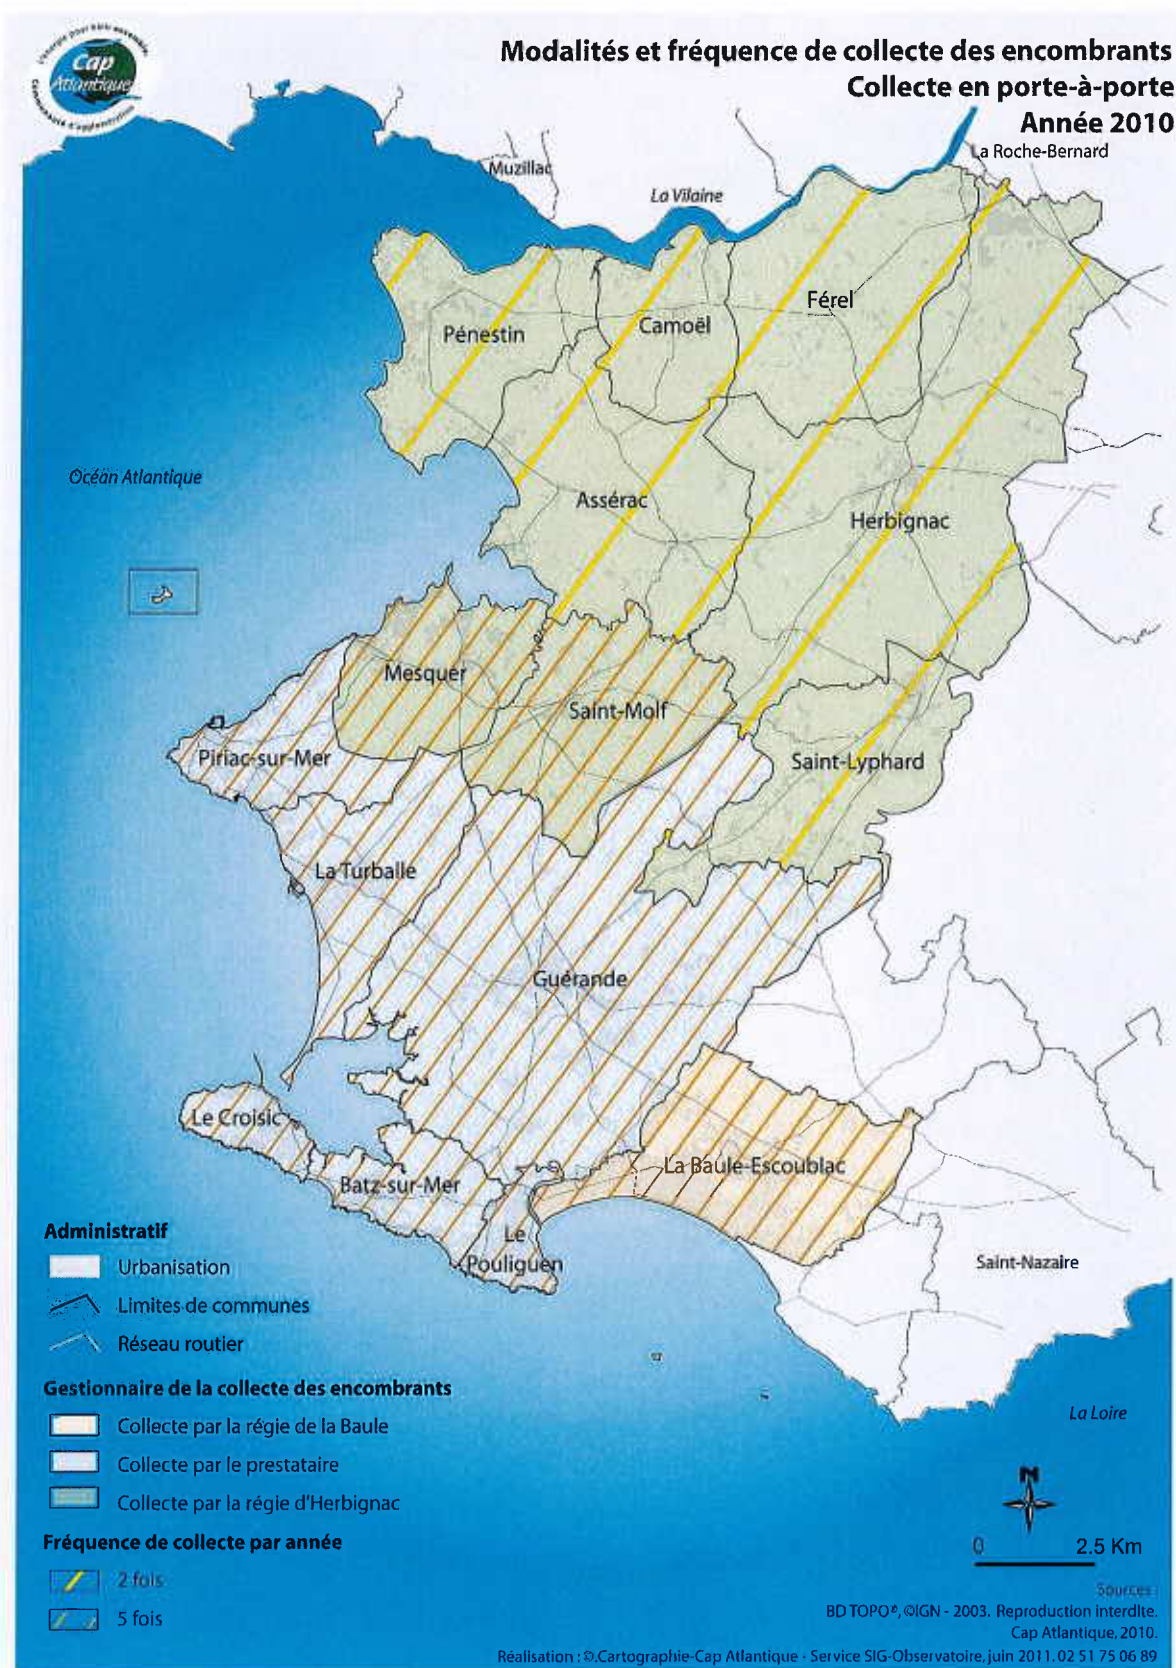 l'énergie pour bâtir ensemble
Cap
Atlantique
Communauté d'agglomération
Modalités et fréquence de collecte des encombrants
Collecte en porte-à-porte
Année 2010
La Roche-Bernard
Muzillac
La Vilaine
Férel
Camoël
Pénestin
Océan Atlantique
Assérac
Herbignac
Mesquer
Saint-Molf
Piriac-sur-Mer
Saint-Lyphard
La Turballe
Guérande
Le Croisic
La Baule-Escoublac
Batz-sur-Mer
Le
Pouliguen
Saint-Nazaire
La Loire
Administratif
Urbanisation
Limites de communes
Réseau routier
Gestionnaire de la collecte des encombrants
Collecte par la régie de la Baule
Collecte par le prestataire
Collecte par la régie d'Herbignac
Fréquence de collecte par année
2 fois
5 fois
N
0 2.5 Km
Sources :
BD TOPO®, ©IGN - 2003. Reproduction interdite.
Cap Atlantique, 2010.
Réalisation : ©.Cartographie-Cap Atlantique - Service SIG-Observatoire, juin 2011. 02 51 75 06 89